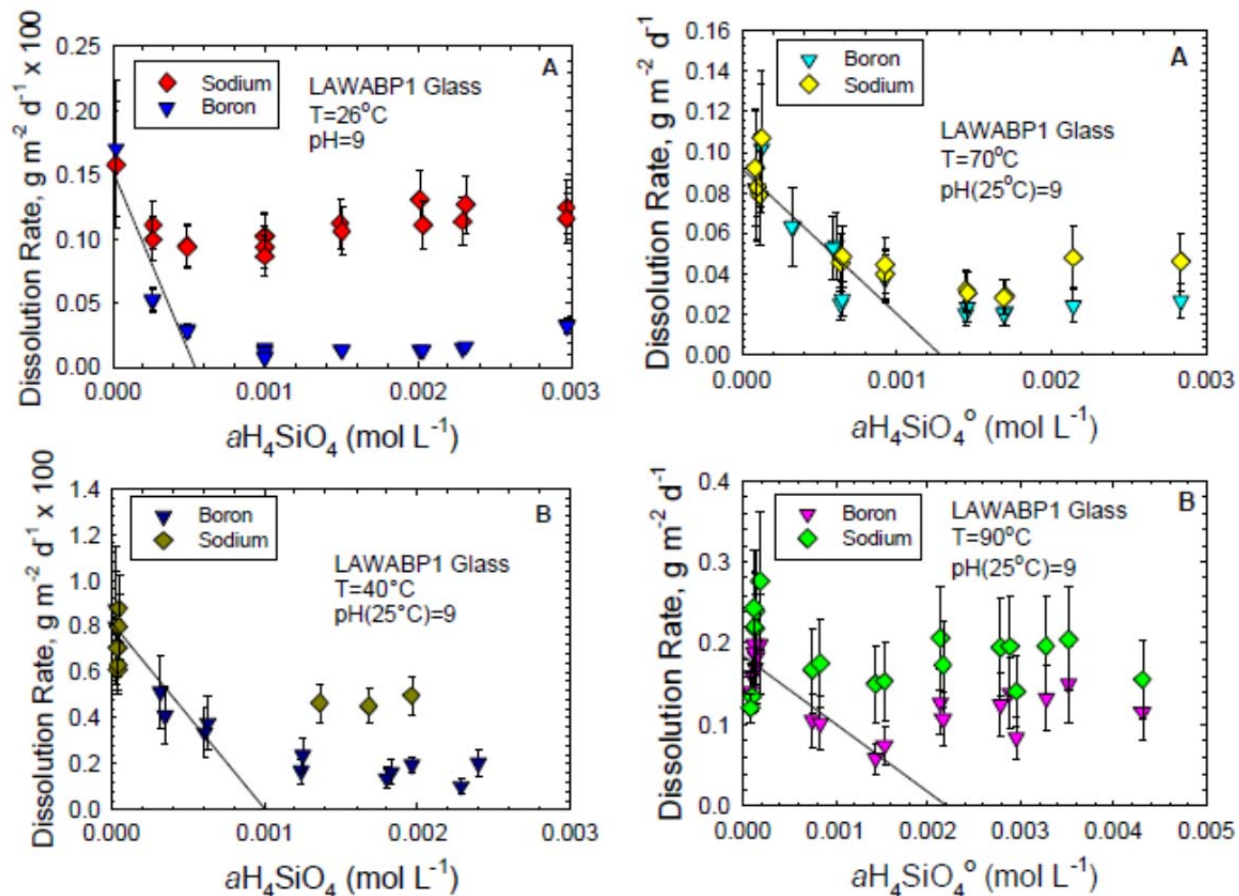 Dissolution Rate, g m⁻² d⁻¹ x 100
0.25
0.20
0.15
0.10
0.05
0.00
A
Sodium
Boron
LAWABP1 Glass
T=26°C
pH=9
0.000 0.001 0.002 0.003
aH₄SiO₄ (mol L⁻¹)
Dissolution Rate, g m⁻² d⁻¹
0.16
0.14
0.12
0.10
0.08
0.06
0.04
0.02
0.00
A
Boron
Sodium
LAWABP1 Glass
T=70°C
pH(25°C)=9
0.000 0.001 0.002 0.003
aH₄SiO₄° (mol L⁻¹)
Dissolution Rate, g m⁻² d⁻¹ x 100
1.4
1.2
1.0
0.8
0.6
0.4
0.2
0.0
B
Boron
Sodium
LAWABP1 Glass
T=40°C
pH(25°C)=9
0.000 0.001 0.002 0.003
aH₄SiO₄ (mol L⁻¹)
Dissolution Rate, g m⁻² d⁻¹
0.4
0.3
0.2
0.1
0.0
B
Boron
Sodium
LAWABP1 Glass
T=90°C
pH(25°C)=9
0.000 0.001 0.002 0.003 0.004 0.005
aH₄SiO₄° (mol L⁻¹)